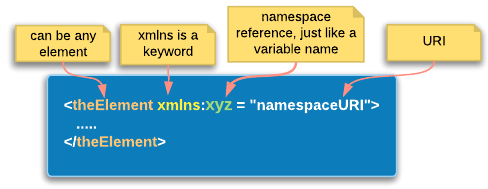 can be any
element
xmlns is a
keyword
namespace
reference, just like a
variable name
URI
<theElement xmlns:xyz = "namespaceURI">
.....
</theElement>